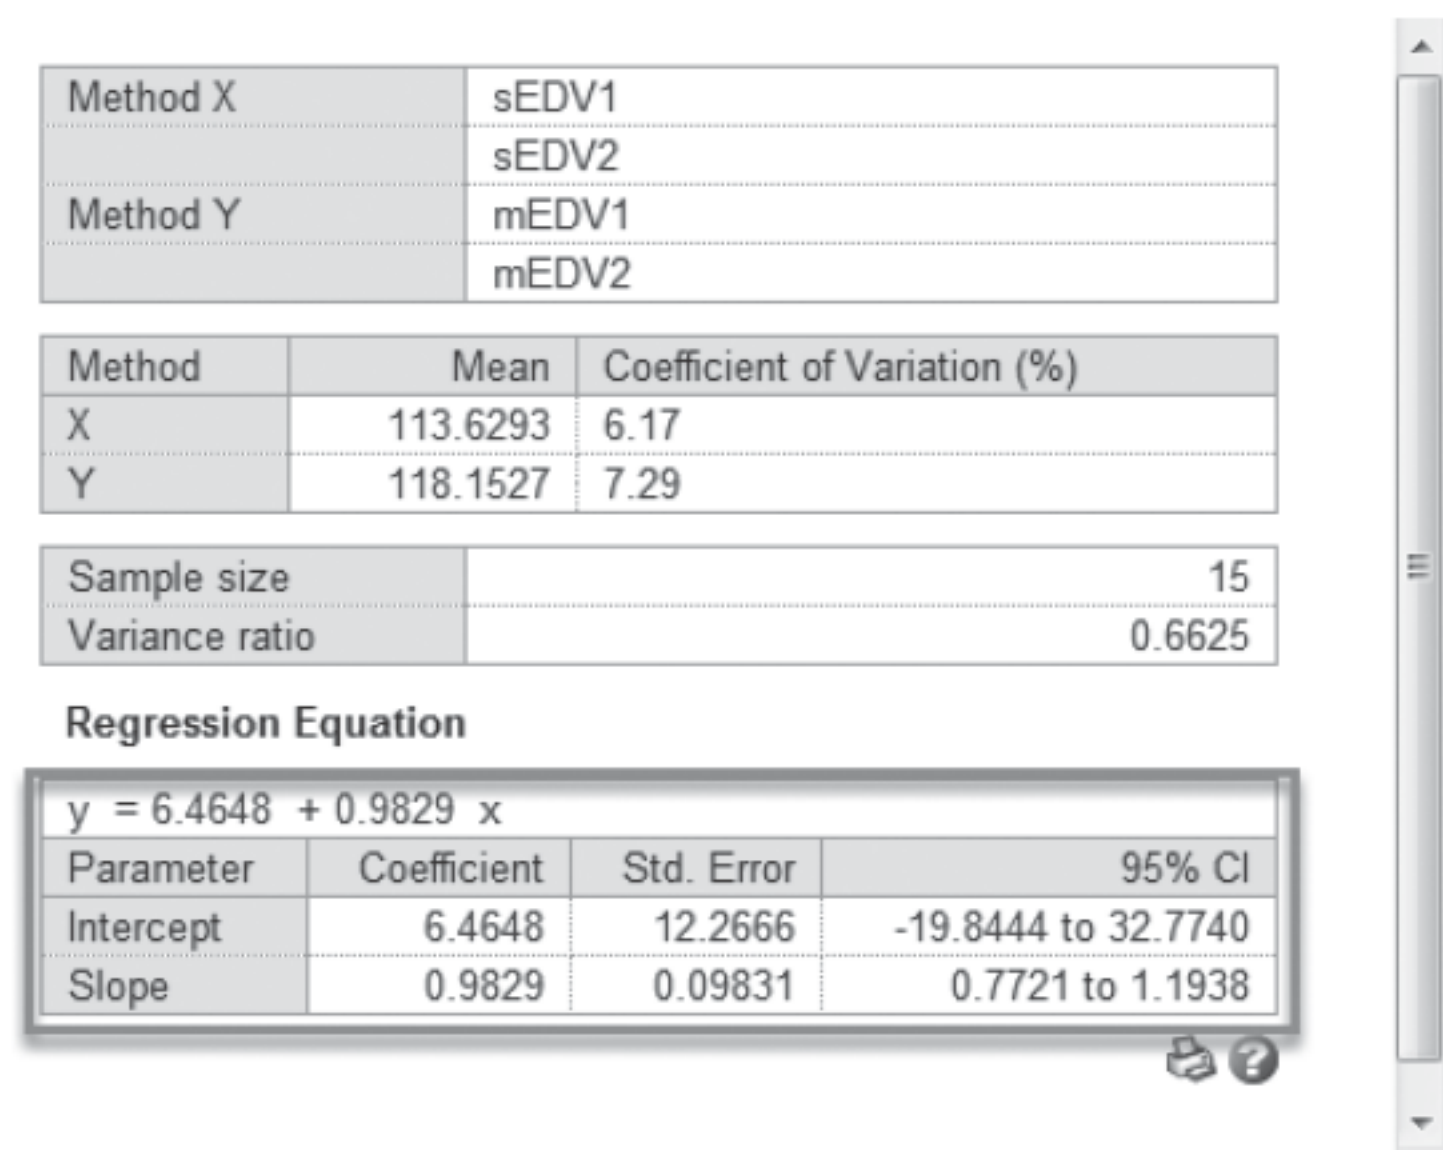 Method X sEDV1
sEDV2
Method Y mEDV1
mEDV2
Method Mean Coefficient of Variation (%)
X 113.6293 6.17
Y 118.1527 7.29
Sample size 15
Variance ratio 0.6625
Regression Equation
y = 6.4648 + 0.9829 x
Parameter Coefficient Std. Error 95% CI
Intercept 6.4648 12.2666 -19.8444 to 32.7740
Slope 0.9829 0.09831 0.7721 to 1.1938
?